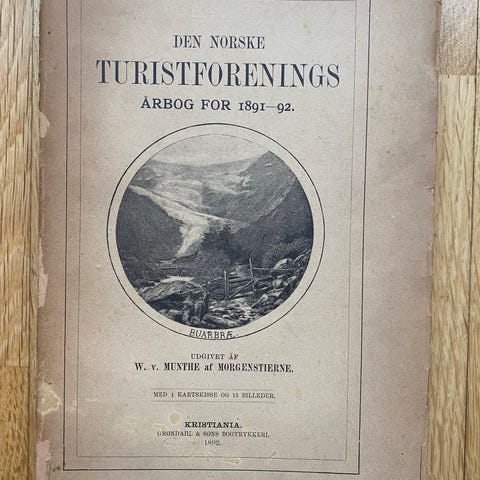 DEN NORSKE
TURISTFORENINGS
ÅRBOG FOR 1891–92.
BUARBRÆ.
UDGIVET AF
W. v. MUNTHE af MORGENSTIERNE.
MED 1 KARTSKISSE OG 15 BILLEDER.
KRISTIANIA.
GRØNDAHL & SØNS BOGTRYKKERI.
1892.